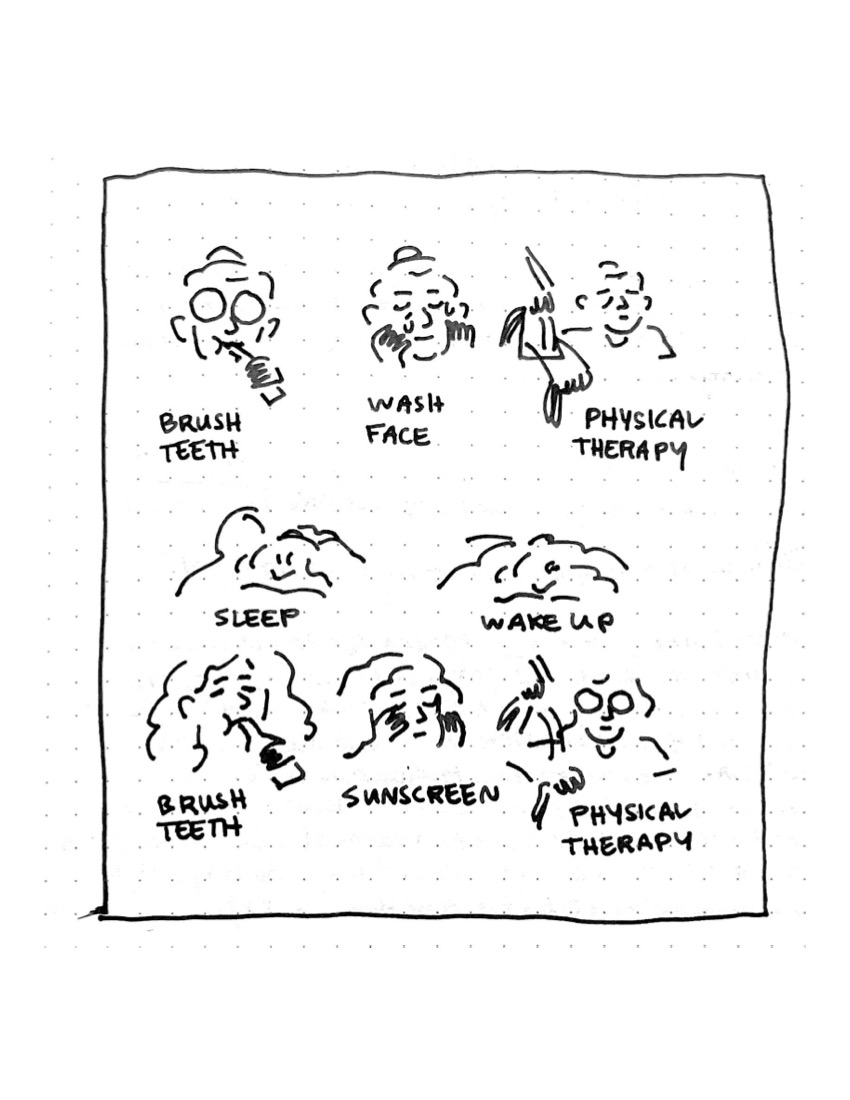 BRUSH
TEETH
WASH
FACE
PHYSICAL
THERAPY
SLEEP
WAKE UP
BRUSH
TEETH
SUNSCREEN
PHYSICAL
THERAPY